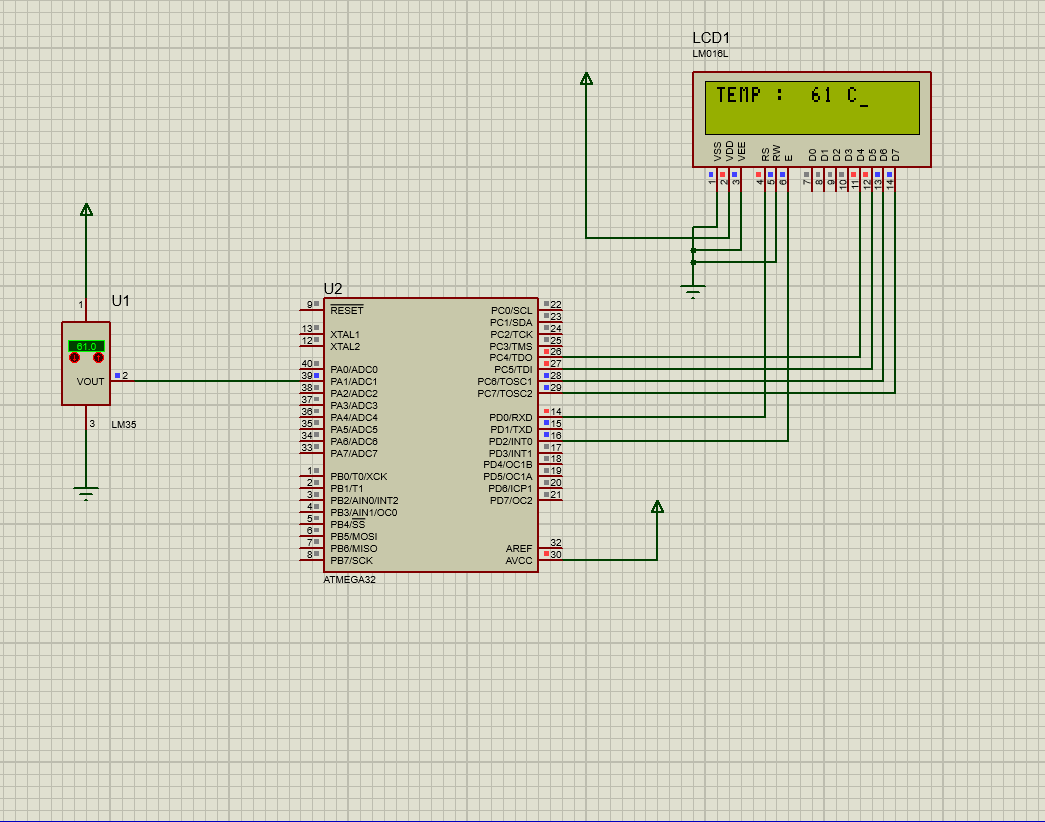 LCD1
LM016L
TEMP :  61 C_
VSS
VDD
VEE
RS
RW
E
D0
D1
D2
D3
D4
D5
D6
D7
1
2
3
4
5
6
7
8
9
10
11
12
13
14
1
U1
61.0
VOUT
2
3
LM35
U2
9 RESET PC0/SCL 22
PC1/SDA 23
13 XTAL1 PC2/TCK 24
12 XTAL2 PC3/TMS 25
PC4/TDO 26
40 PA0/ADC0 PC5/TDI 27
39 PA1/ADC1 PC6/TOSC1 28
38 PA2/ADC2 PC7/TOSC2 29
37 PA3/ADC3
36 PA4/ADC4 PD0/RXD 14
35 PA5/ADC5 PD1/TXD 15
34 PA6/ADC6 PD2/INT0 16
33 PA7/ADC7 PD3/INT1 17
PD4/OC1B 18
1 PB0/T0/XCK PD5/OC1A 19
2 PB1/T1 PD6/ICP1 20
3 PB2/AIN0/INT2 PD7/OC2 21
4 PB3/AIN1/OC0
5 PB4/SS
6 PB5/MOSI
7 PB6/MISO AREF 32
8 PB7/SCK AVCC 30
ATMEGA32